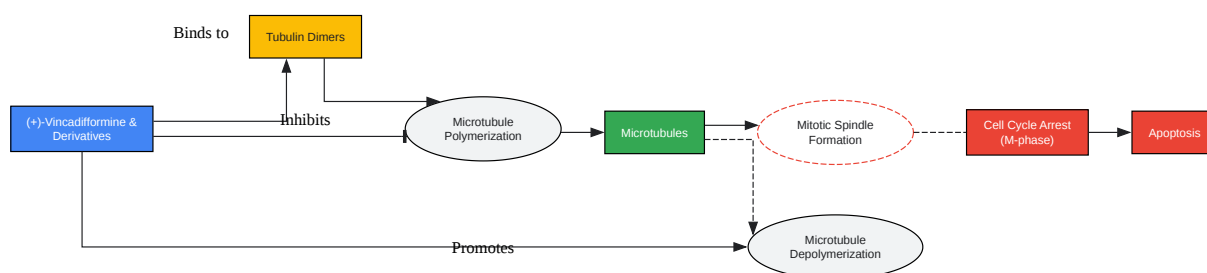 Binds to
Tubulin Dimers
(+)-Vincadifformine &
Derivatives
Inhibits
Microtubule
Polymerization
Microtubules
Mitotic Spindle
Formation
Cell Cycle Arrest
(M-phase)
Apoptosis
Promotes
Microtubule
Depolymerization